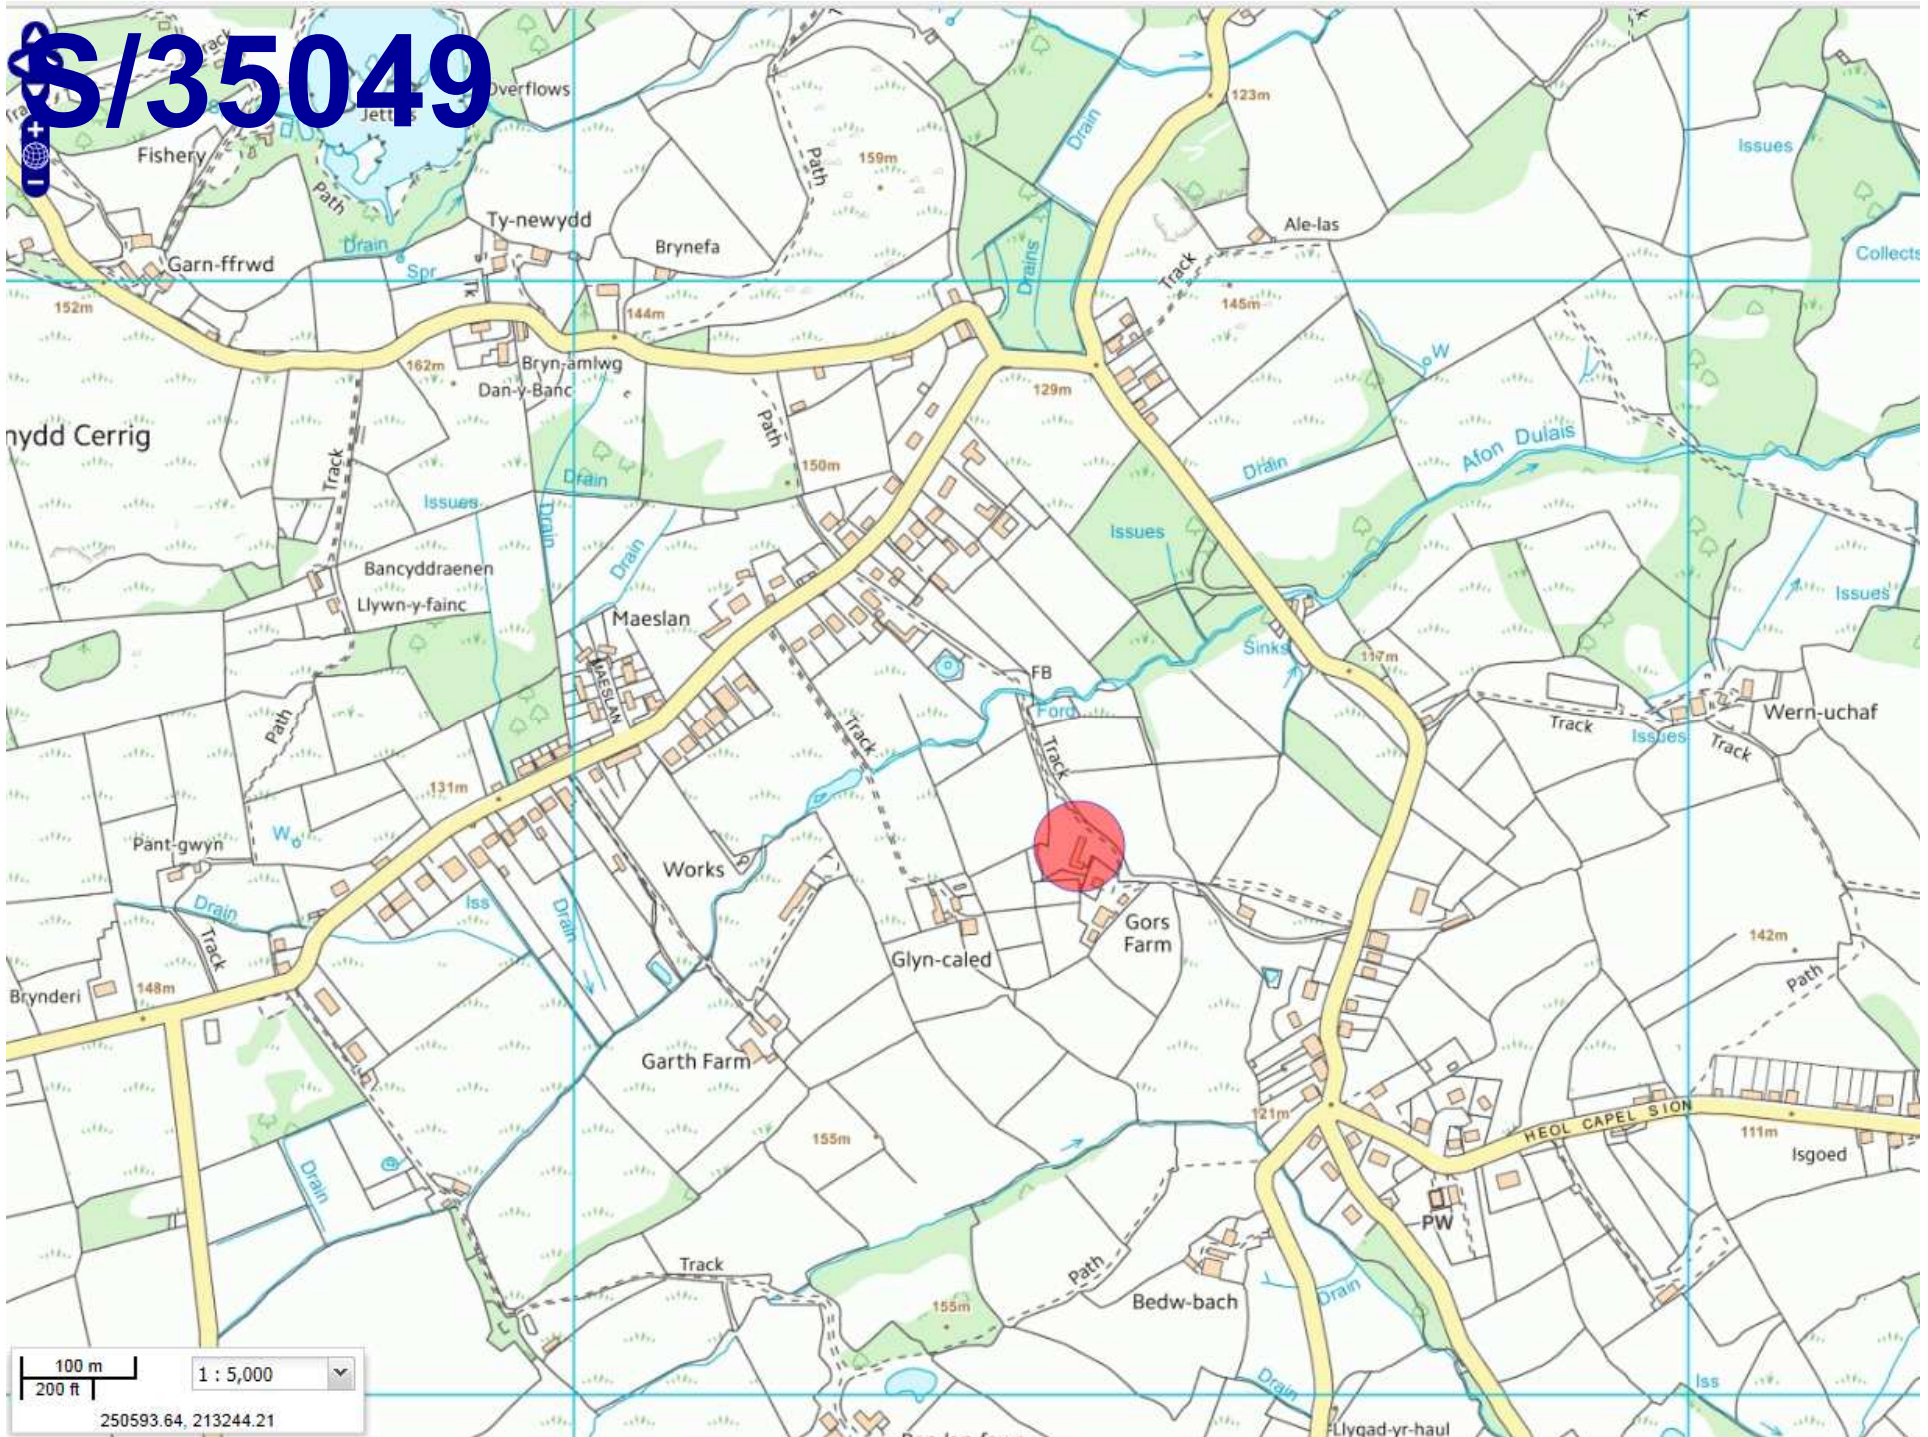 S/35049
Track
Overflows
Fishery
Path
Path
123m
Drain
Issues
159m
Ty-newydd
Brynefa
Ale-las
Drain
Spr
Garn-ffrwd
Drains
Track
Collects
Tk
152m
144m
145m
162m
Bryn-amlwg
Dan-y-Banc
W
129m
Path
Afon Dulais
nydd Cerrig
Track
150m
Drain
Drain
Issues
Drain
Issues
Drain
Bancyddraenen
Llywn-y-fainc
Issues
Maeslan
Sinks
117m
MAESLAN
FB
Ford
Path
Track
Track
Wern-uchaf
Track
Issues
Track
131m
W
Pant-gwyn
Works
Drain
Iss
Drain
Gors
Farm
Track
Glyn-caled
142m
Path
Brynderi
148m
Garth Farm
155m
121m
HEOL CAPEL SION
111m
Isgoed
Drain
PW
Track
Path
Bedw-bach
Drain
155m
100 m
200 ft
1 : 5,000
Drain
Iss
250593.64, 213244.21
Llygad-yr-haul